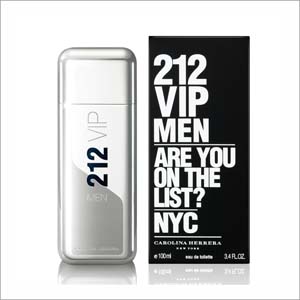 212 VIP
MEN
212
VIP
MEN
ARE YOU
ON THE
LIST?
NYC
CAROLINA HERRERA
NEW YORK
℮ 100ml eau de toilette 3.4 FL.OZ.